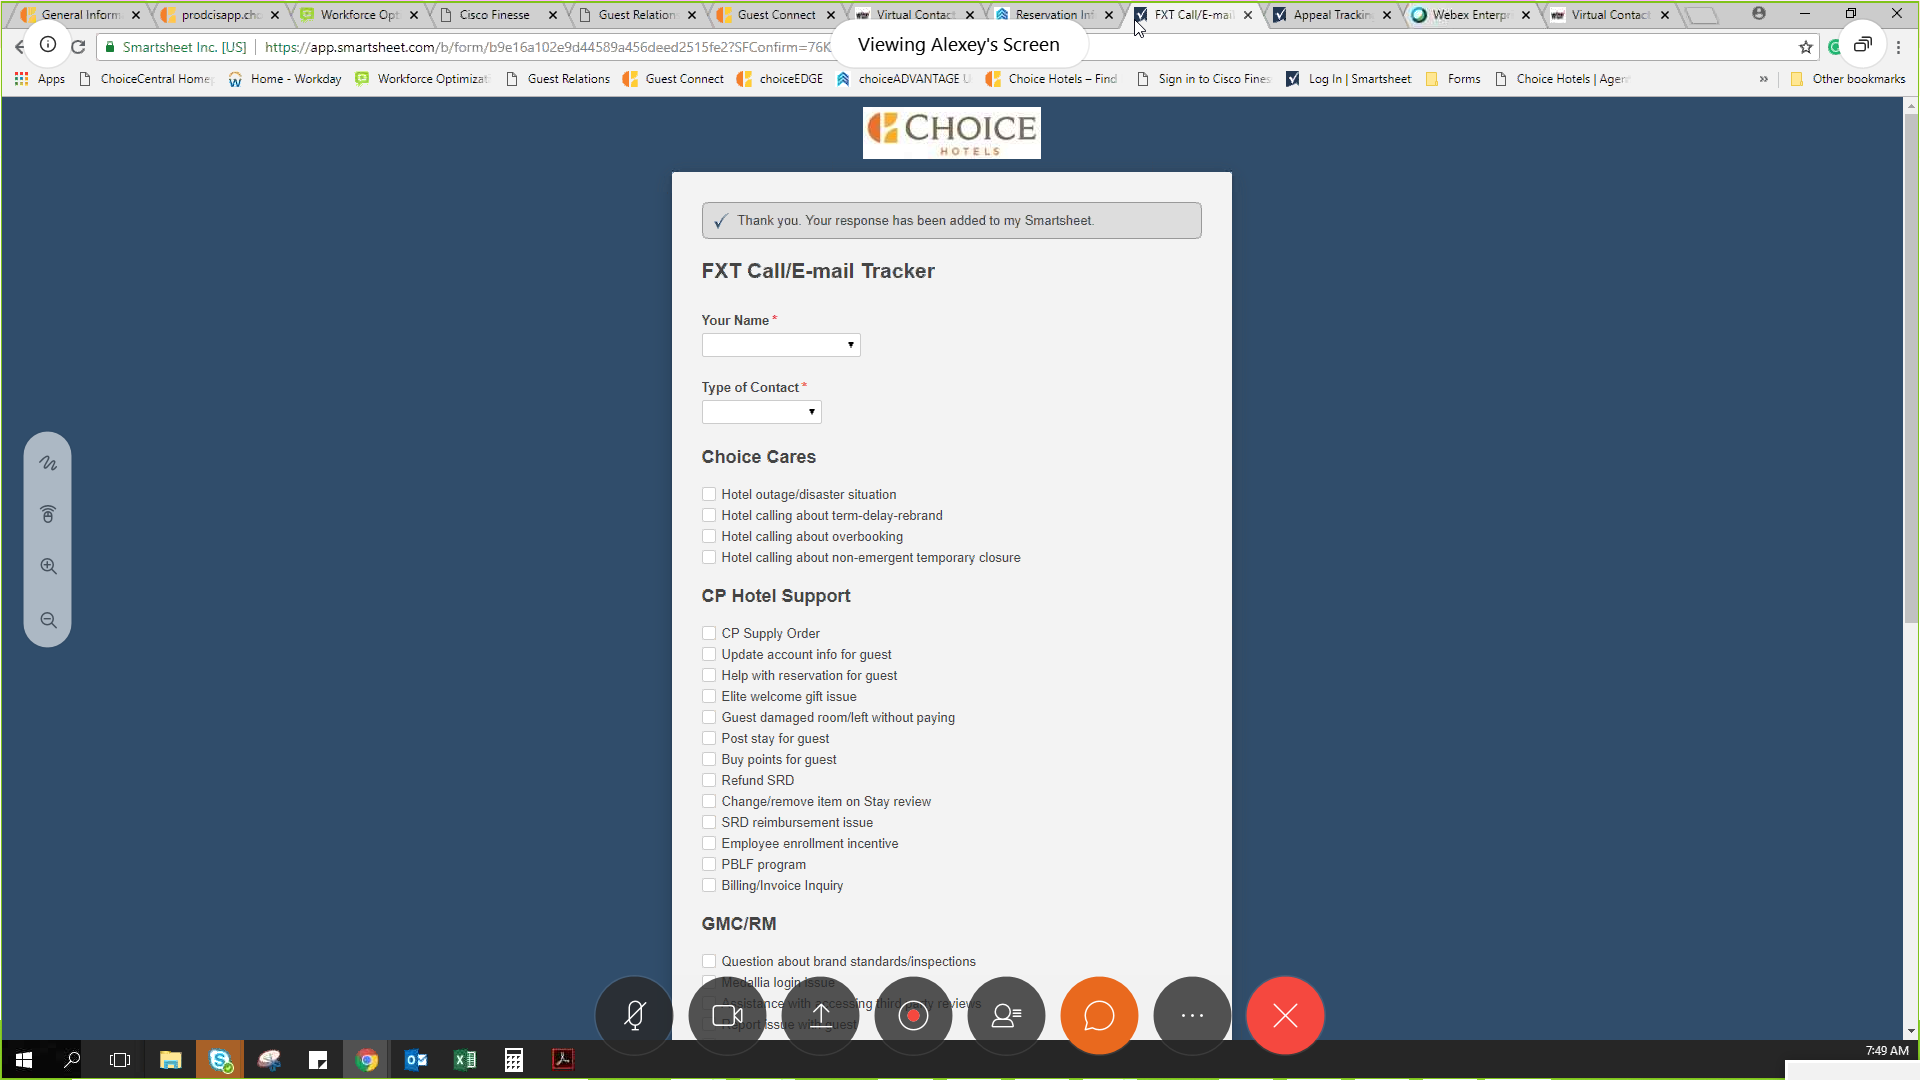 General Inform
prodcisapp.cho
Workforce Opt
Cisco Finesse
Guest Relation
Guest Connect
Virtual Contact
Reservation Inf
FXT Call/E-mail
Appeal Trackin
Webex Enterpr
Virtual Contact
Smartsheet Inc. [US] https://app.smartsheet.com/b/form/b9e16a102e9d44589a456deed2515fe2?SFConfirm=76K
Viewing Alexey's Screen
Apps
ChoiceCentral Home
Home - Workday
Workforce Optimizati
Guest Relations
Guest Connect
choiceEDGE
choiceADVANTAGE U
Choice Hotels – Find
Sign in to Cisco Fines
Log In | Smartsheet
Forms
Choice Hotels | Agen
»
Other bookmarks
CHOICE
HOTELS
Thank you. Your response has been added to my Smartsheet.
FXT Call/E-mail Tracker
Your Name *
Type of Contact *
Choice Cares
Hotel outage/disaster situation
Hotel calling about term-delay-rebrand
Hotel calling about overbooking
Hotel calling about non-emergent temporary closure
CP Hotel Support
CP Supply Order
Update account info for guest
Help with reservation for guest
Elite welcome gift issue
Guest damaged room/left without paying
Post stay for guest
Buy points for guest
Refund SRD
Change/remove item on Stay review
SRD reimbursement issue
Employee enrollment incentive
PBLF program
Billing/Invoice Inquiry
GMC/RM
Question about brand standards/inspections
Medallia login issue
Assistance with accessing third party reviews
Report issue with guest
7:49 AM